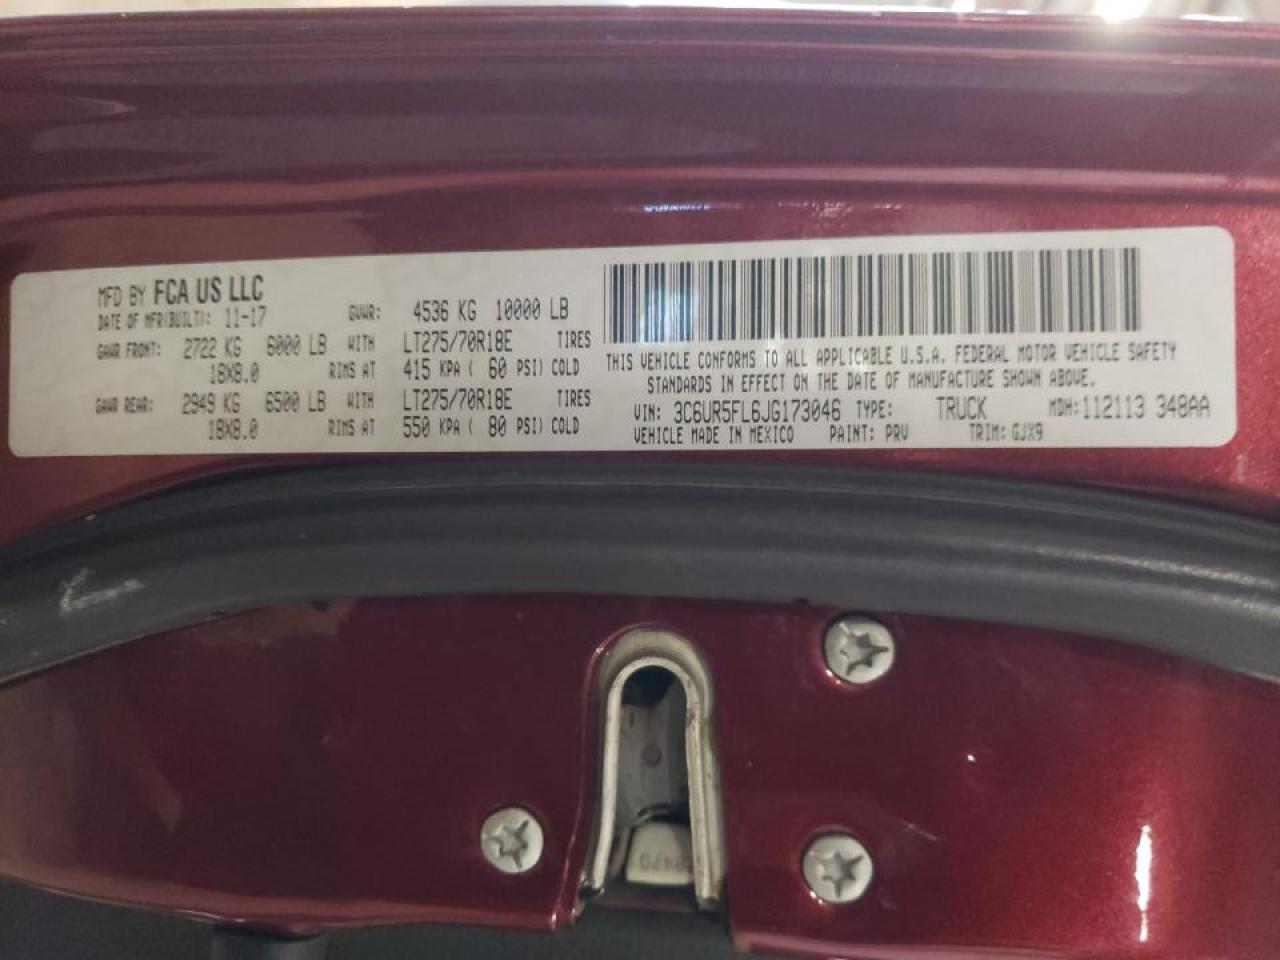 MFD BY FCA US LLC
DATE OF MFR(BUILT): 11-17 GVWR: 4536 KG 10000 LB
GAWR FRONT: 2722 KG 6000 LB WITH LT275/70R18E TIRES
18X8.0 RIMS AT 415 KPA ( 60 PSI) COLD
GAWR REAR: 2949 KG 6500 LB WITH LT275/70R18E TIRES
18X8.0 RIMS AT 550 KPA ( 80 PSI) COLD
THIS VEHICLE CONFORMS TO ALL APPLICABLE U.S.A. FEDERAL MOTOR VEHICLE SAFETY
STANDARDS IN EFFECT ON THE DATE OF MANUFACTURE SHOWN ABOVE.
VIN: 3C6UR5FL6JG173046 TYPE: TRUCK MDH: 112113 348AA
VEHICLE MADE IN MEXICO PAINT: PRV TRIM: GJX9